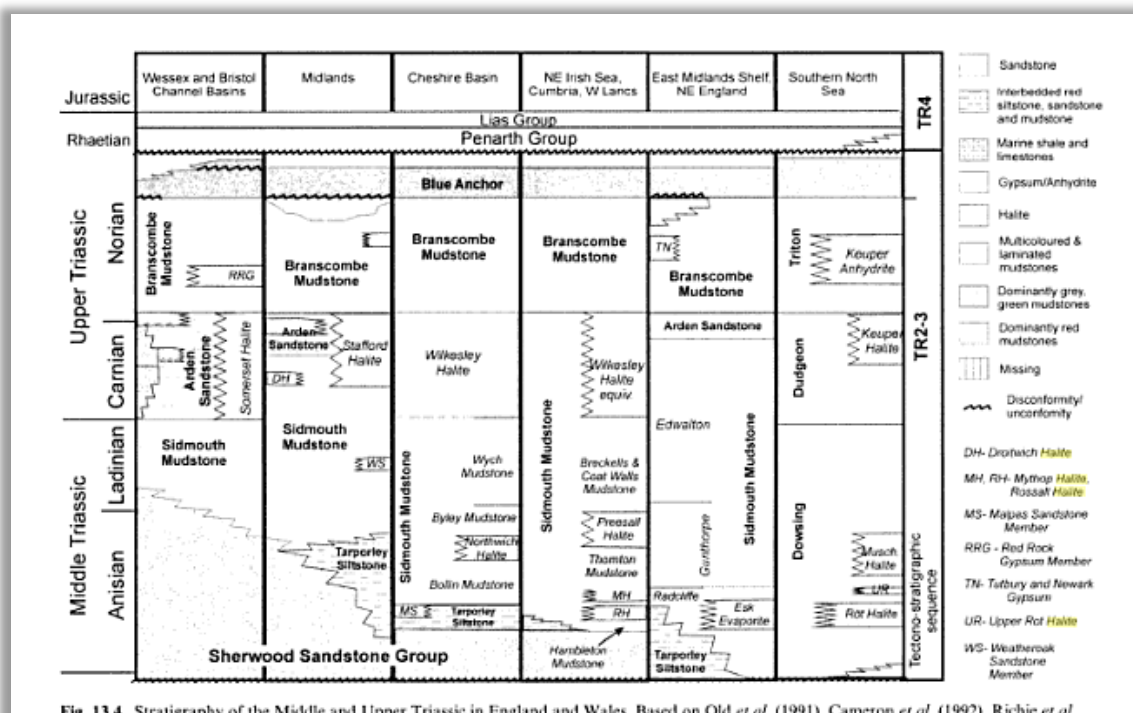 Wessex and Bristol
Channel Basins
Midlands
Cheshire Basin
NE Irish Sea,
Cumbria, W Lancs
East Midlands Shelf,
NE England
Southern North
Sea
TR4
Jurassic
Lias Group
Rhaetian
Penarth Group
Blue Anchor
Upper Triassic
Norian
Branscombe
Mudstone
RRG
Branscombe
Mudstone
Branscombe
Mudstone
Branscombe
Mudstone
TN
Branscombe
Mudstone
Triton
Keuper
Anhydrite
TR2-3
Carnian
Arden
Sandstone
Somerset Halite
Arden
Sandstone
Stafford
Halite
DH
Wilkesley
Halite
Wilkesley
Halite
equiv.
Arden Sandstone
Dudgeon
Keuper
Halite
Middle Triassic
Ladinian
Sidmouth
Mudstone
Sidmouth
Mudstone
WS
Sidmouth Mudstone
Wych
Mudstone
Sidmouth Mudstone
Breckells &
Coat Walls
Mudstone
Edwalton
Sidmouth Mudstone
Dowsing
Anisian
Tarporley
Siltstone
Byley Mudstone
Northwich
Halite
Bollin Mudstone
MS
Tarporley
Siltstone
Preesall
Halite
Thornton
Mudstone
MH
RH
Hambleton
Mudstone
Gunthorpe
Radcliffe
Esk
Evaporite
Tarporley
Siltstone
Musch.
Halite
UR
Röt Halite
Sherwood Sandstone Group
Tectono-stratigraphic
sequence
Sandstone
Interbedded red
siltstone, sandstone
and mudstone
Marine shale and
limestones
Gypsum/Anhydrite
Halite
Multicoloured &
laminated
mudstones
Dominantly grey,
green mudstones
Dominantly red
mudstones
Missing
Disconformity/
unconformity
DH- Droitwich Halite
MH, RH- Mythop Halite,
Rossall Halite
MS- Malpas Sandstone
Member
RRG - Red Rock
Gypsum Member
TN- Tutbury and Newark
Gypsum
UR- Upper Rot Halite
WS- Weatheroak
Sandstone
Member
Fig. 13.4 Stratigraphy of the Middle and Upper Triassic in England and Wales. Based on Old et al. (1991), Cameron et al. (1992), Richie et al.